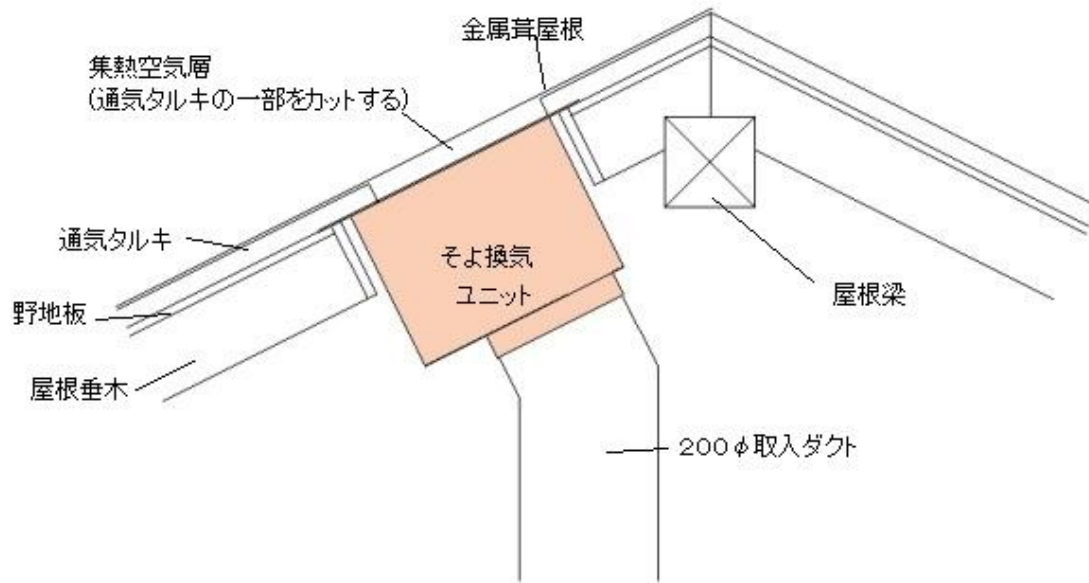 金属葺屋根
集熱空気層
(通気タルキの一部をカットする)
通気タルキ
そよ換気
ユニット
屋根梁
野地板
屋根垂木
200φ取入ダクト